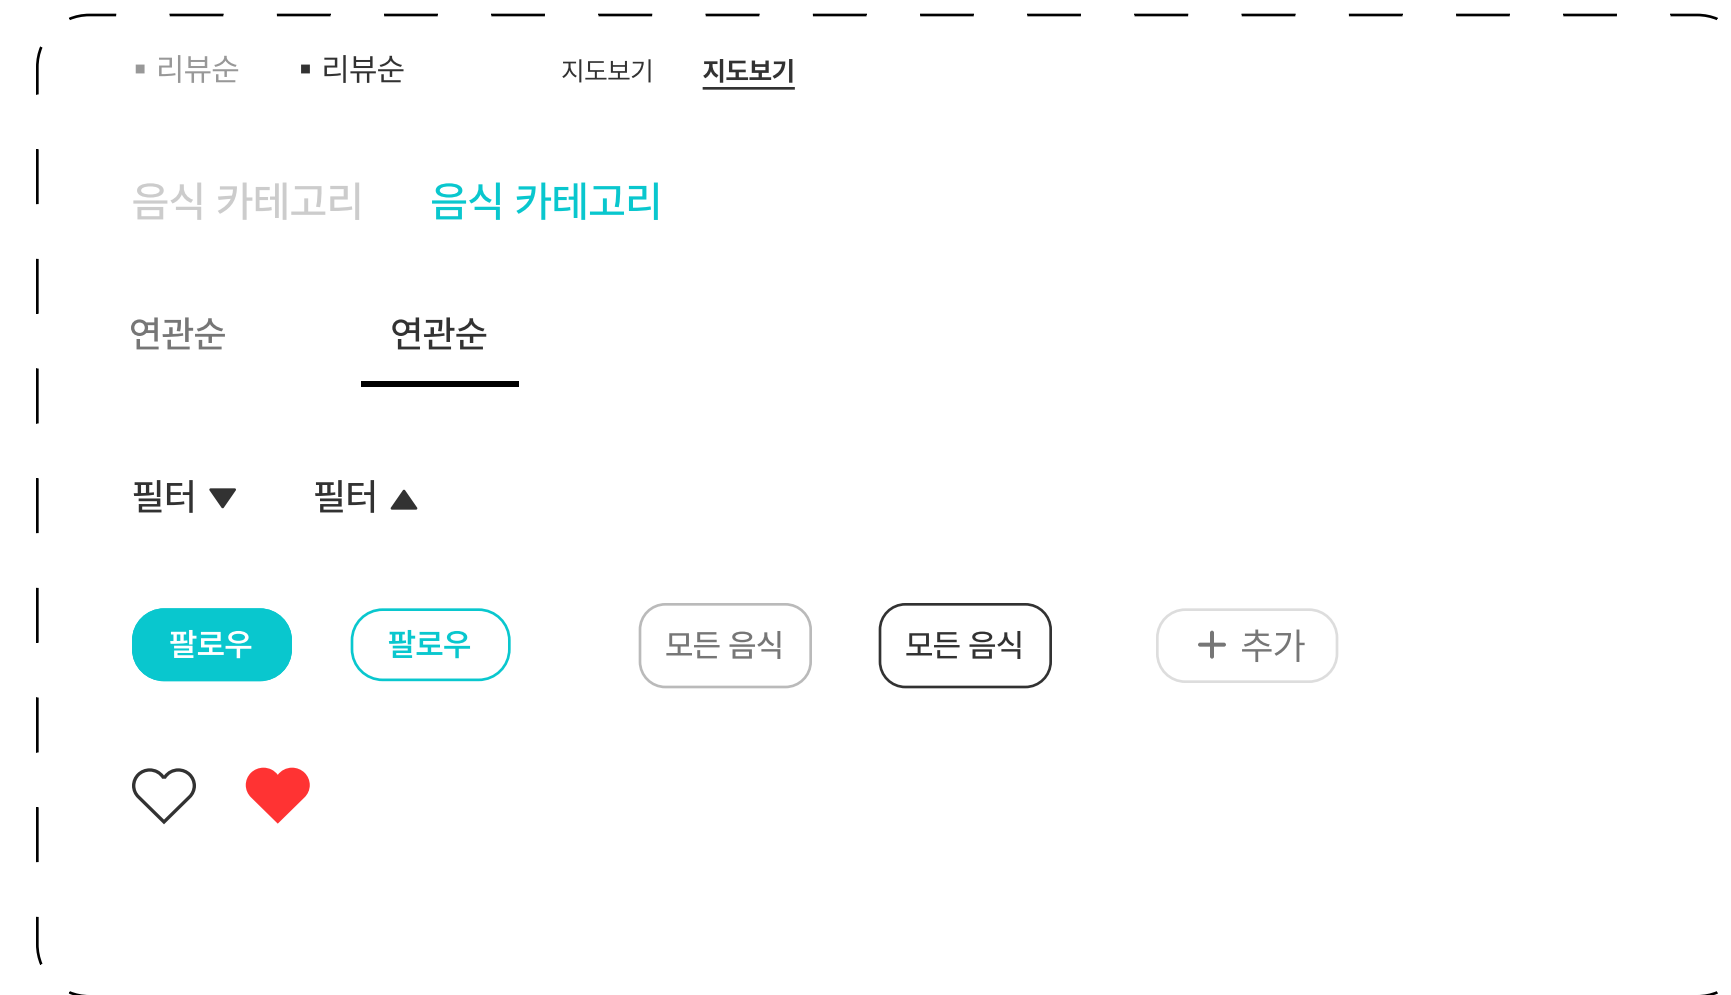 ▪ 리뷰순 ▪ 리뷰순 지도보기 지도보기
음식 카테고리 음식 카테고리
연관순 연관순
필터 ▼ 필터 ▲
팔로우 팔로우 모든 음식 모든 음식 + 추가